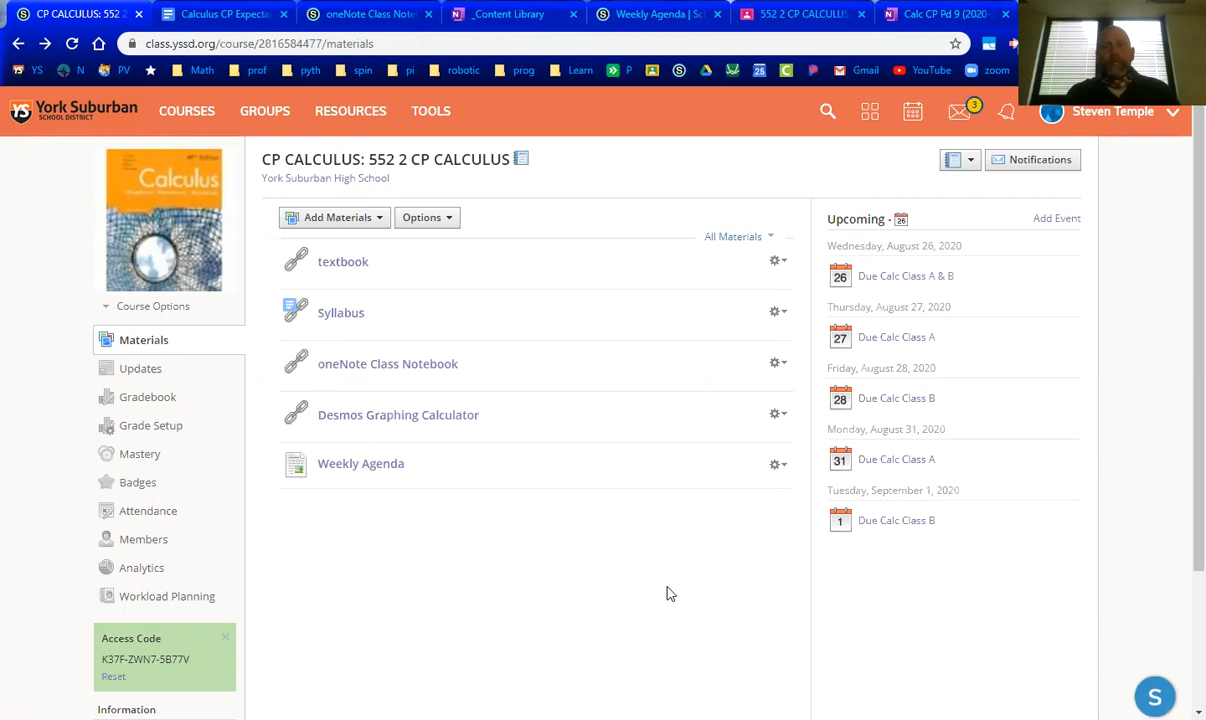 CP CALCULUS: 552 2
Calculus CP Expecta
oneNote Class Note
_Content Library
Weekly Agenda | Sc
552 2 CP CALCULUS
Calc CP Pd 9 (2020-
class.yssd.org/course/2816584477/materials
YS
N
PV
Math
prof
pyth
spin
pi
robotic
prog
Learn
P
25
Gmail
YouTube
zoom
YS York Suburban
SCHOOL DISTRICT
COURSES
GROUPS
RESOURCES
TOOLS
3
Steven Temple
Calculus
CP CALCULUS: 552 2 CP CALCULUS
York Suburban High School
Notifications
Add Materials
Options
All Materials
textbook
Syllabus
oneNote Class Notebook
Desmos Graphing Calculator
Weekly Agenda
Upcoming · 26
Add Event
Wednesday, August 26, 2020
26 Due Calc Class A & B
Thursday, August 27, 2020
27 Due Calc Class A
Friday, August 28, 2020
28 Due Calc Class B
Monday, August 31, 2020
31 Due Calc Class A
Tuesday, September 1, 2020
1 Due Calc Class B
Course Options
Materials
Updates
Gradebook
Grade Setup
Mastery
Badges
Attendance
Members
Analytics
Workload Planning
Access Code
K37F-ZWN7-5B77V
Reset
Information
S